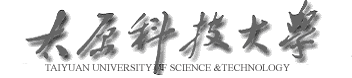 太原科技大學
TAIYUAN UNIVERSITY OF SCIENCE &TECHNOLOGY